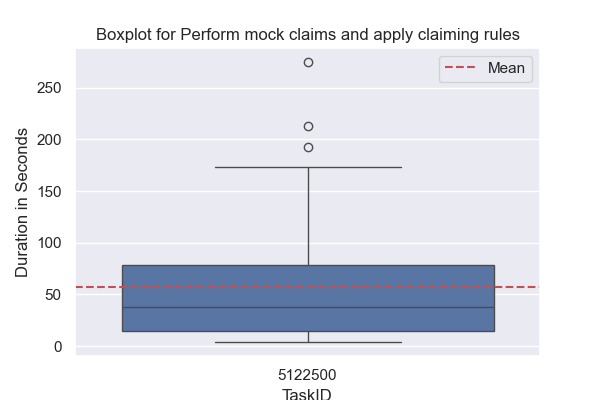 Boxplot for Perform mock claims and apply claiming rules
Mean
250
200
150
100
50
0
Duration in Seconds
5122500
TaskID